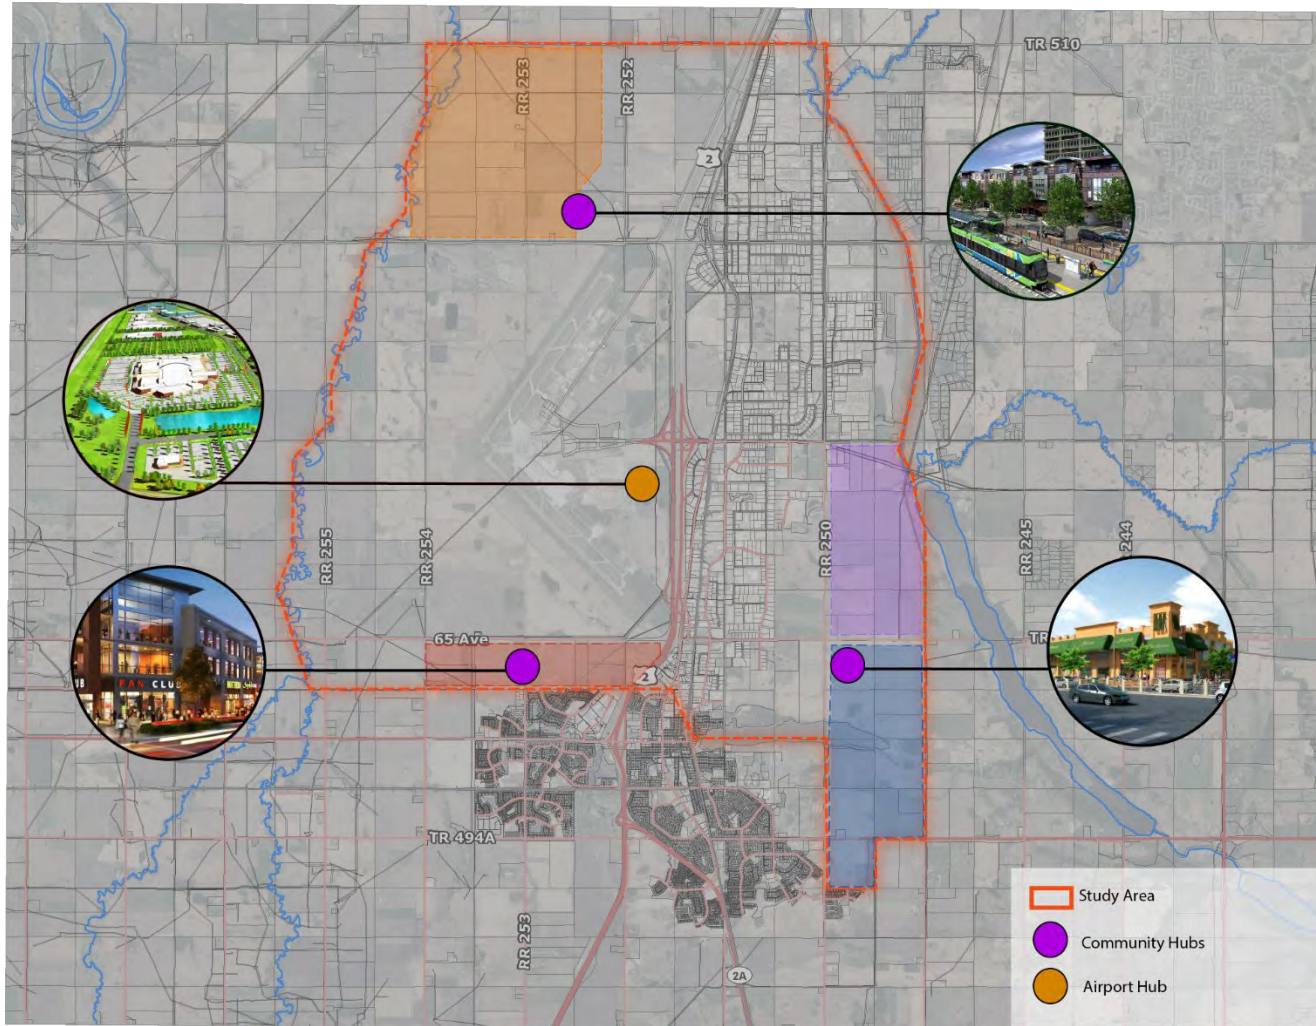 TR 510
RR 253
RR 252
2
RR 255
RR 254
RR 250
RR 245
244
65 Ave
TR
2
FAN CLUB
TR 494A
RR 253
2A
Study Area
Community Hubs
Airport Hub